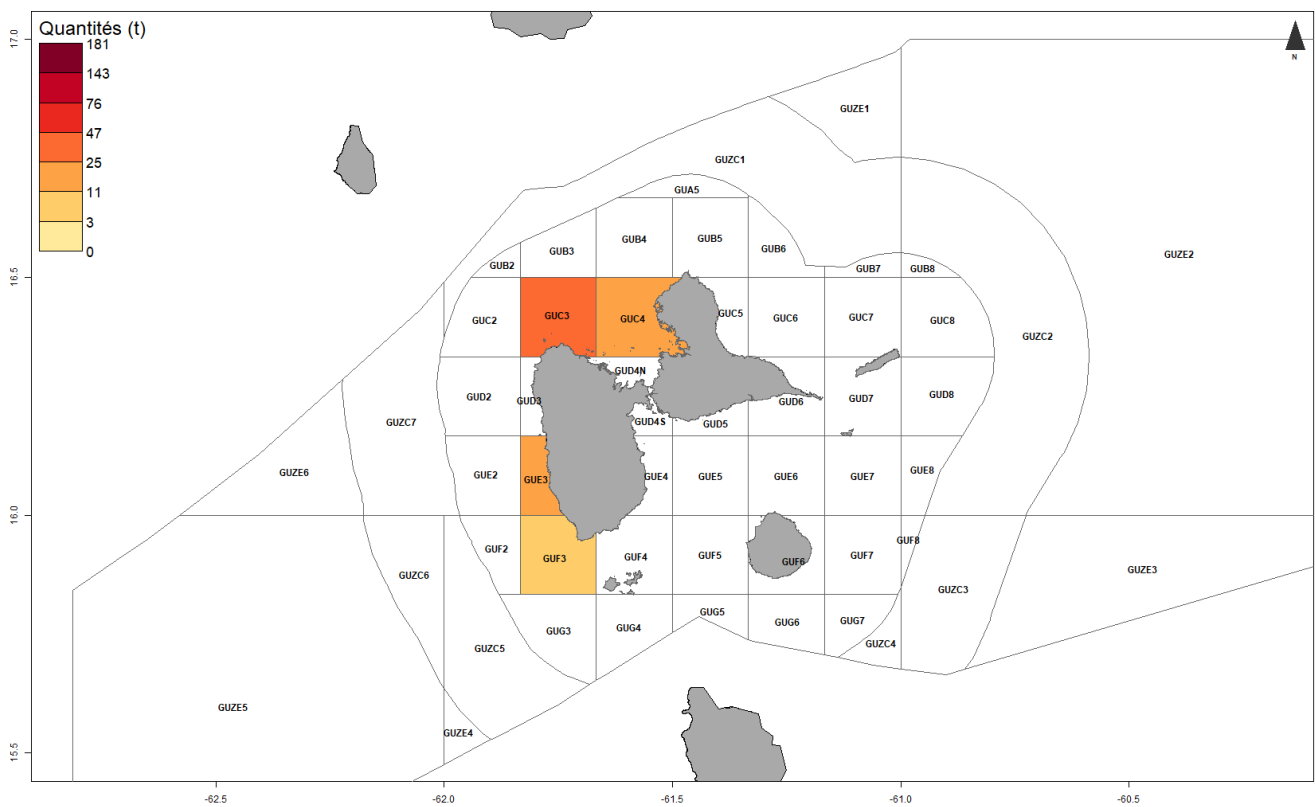 Quantités (t)
181
143
76
47
25
11
3
0
N
17.0
16.5
16.0
15.5
-62.5
-62.0
-61.5
-61.0
-60.5
GUZE1
GUZC1
GUA5
GUB4
GUB5
GUB3
GUB6
GUZE2
GUB2
GUB7
GUB8
GUC2
GUC3
GUC4
GUC5
GUC6
GUC7
GUC8
GUZC2
GUD4N
GUD2
GUD3
GUD6
GUD7
GUD8
GUZC7
GUD4S
GUD5
GUZE6
GUE2
GUE3
GUE4
GUE5
GUE6
GUE7
GUE8
GUF8
GUF2
GUF3
GUF4
GUF5
GUF6
GUF7
GUZE3
GUZC6
GUZC3
GUG5
GUG3
GUG4
GUG6
GUG7
GUZC5
GUZC4
GUZE5
GUZE4